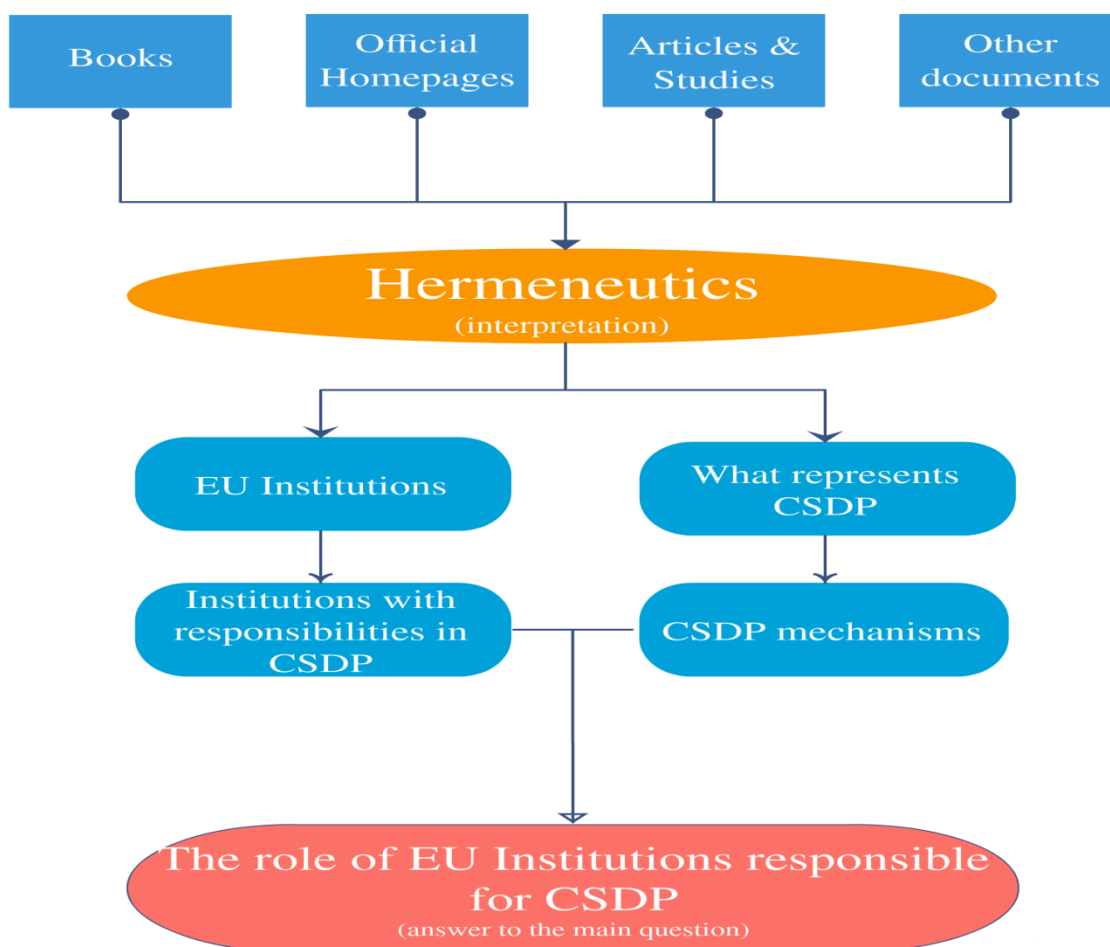 Books
Official
Homepages
Articles &
Studies
Other
documents
Hermeneutics
(interpretation)
EU Institutions
What represents
CSDP
Institutions with
responsibilities in
CSDP
CSDP mechanisms
The role of EU Institutions responsible
for CSDP
(answer to the main question)